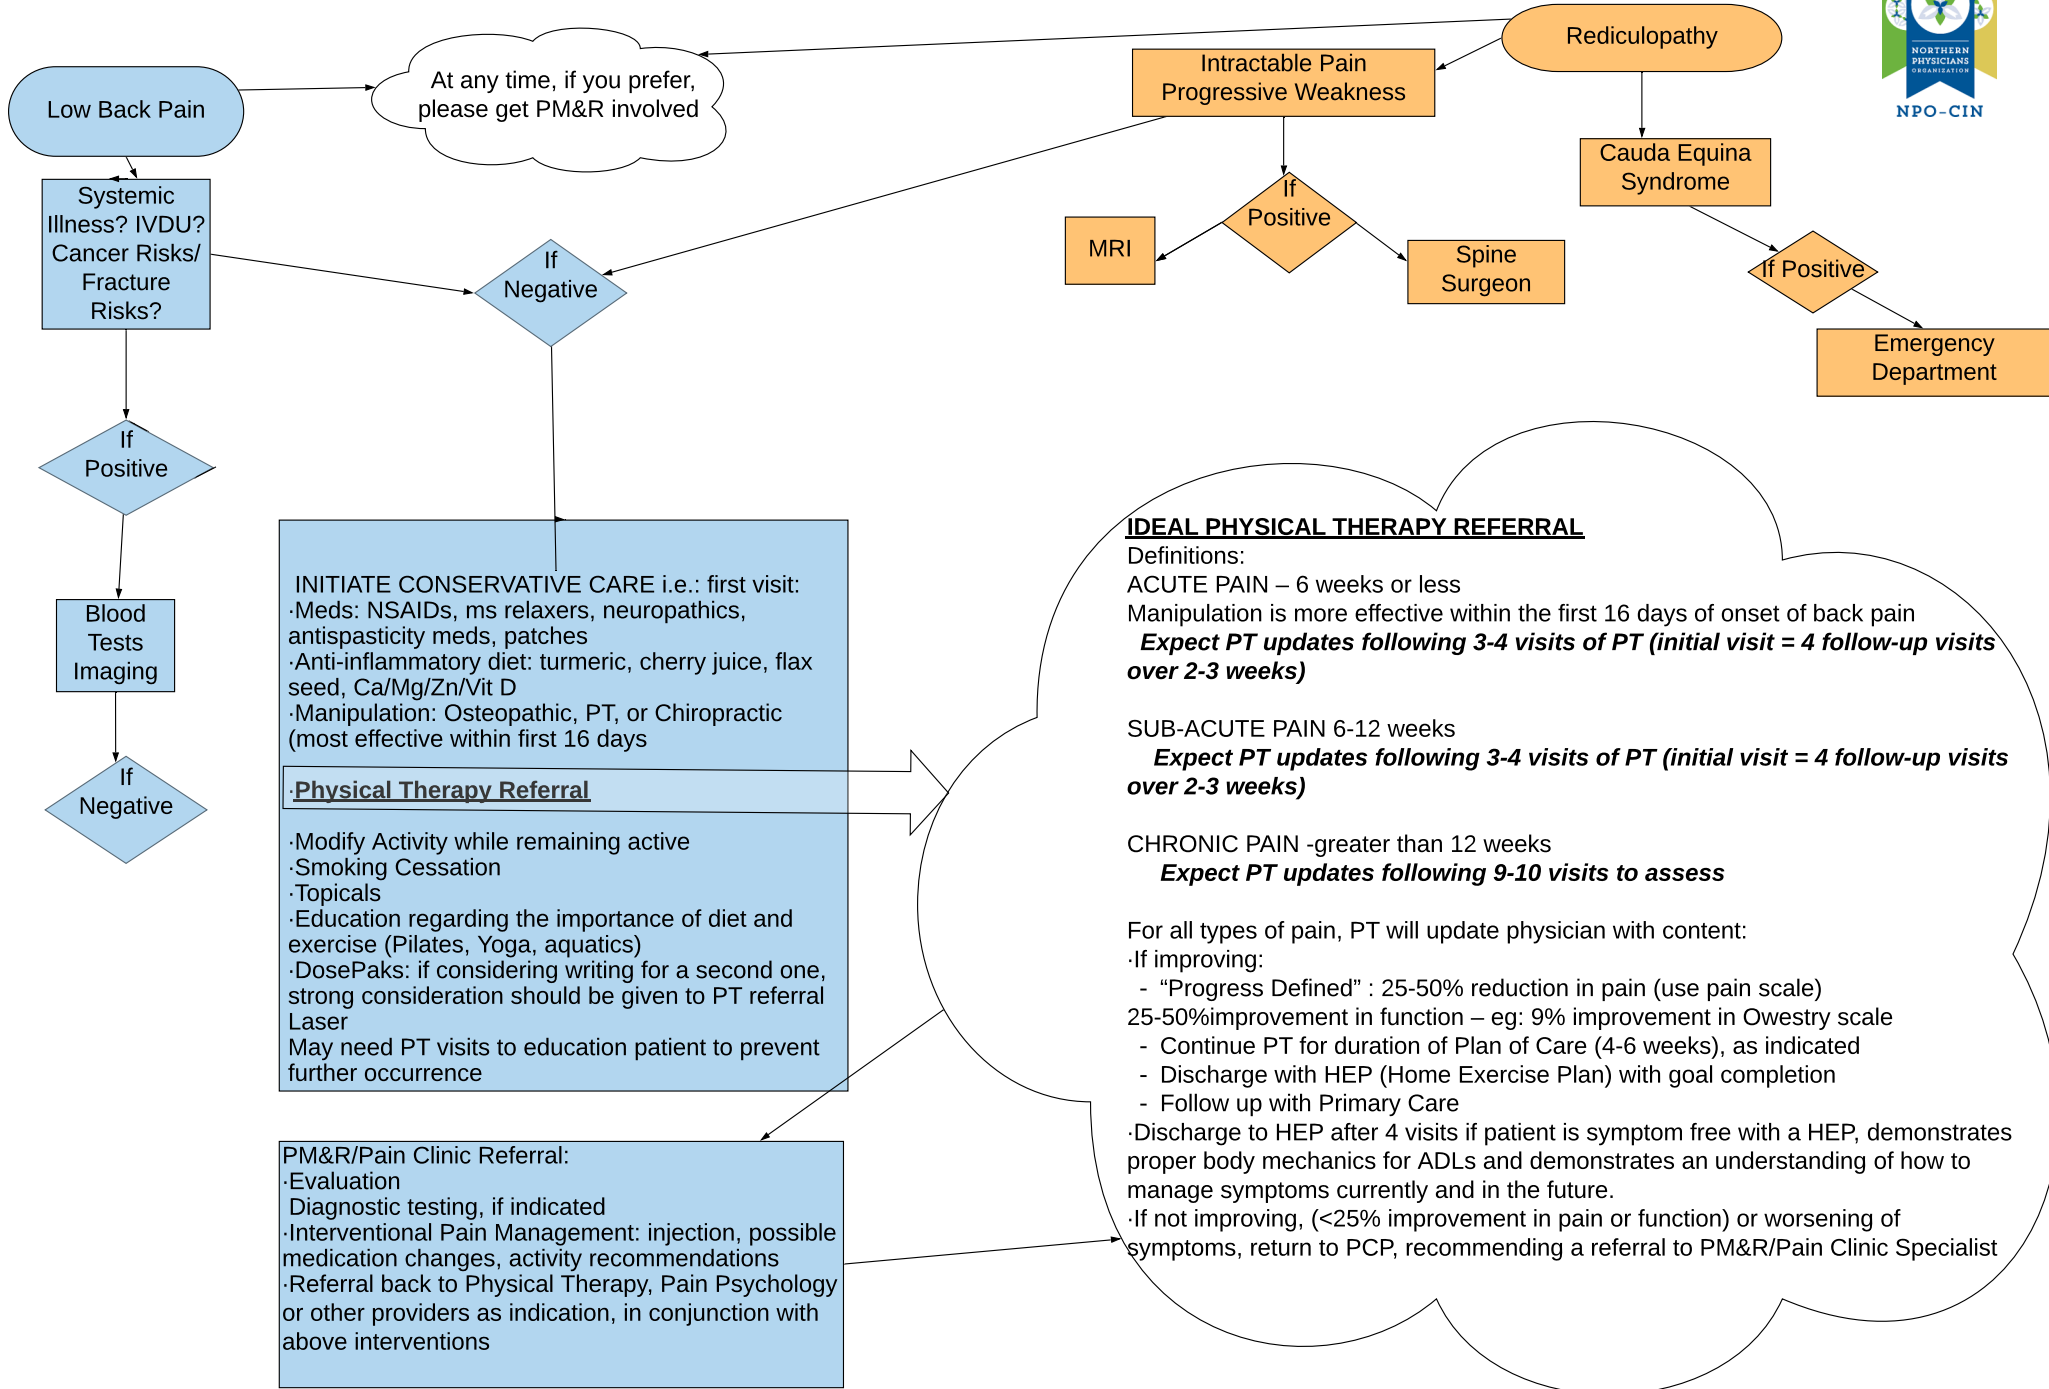 Low Back Pain
At any time, if you prefer,
please get PM&R involved
Rediculopathy
Intractable Pain
Progressive Weakness
NORTHERN
PHYSICIANS
ORGANIZATION
NPO-CIN
Cauda Equina
Syndrome
Systemic
Illness? IVDU?
Cancer Risks/
Fracture
Risks?
If
Negative
If
Positive
MRI
Spine
Surgeon
If Positive
Emergency
Department
If
Positive
Blood
Tests
Imaging
If
Negative
INITIATE CONSERVATIVE CARE i.e.: first visit:
·Meds: NSAIDs, ms relaxers, neuropathics,
antispasticity meds, patches
·Anti-inflammatory diet: turmeric, cherry juice, flax
seed, Ca/Mg/Zn/Vit D
·Manipulation: Osteopathic, PT, or Chiropractic
(most effective within first 16 days
·Physical Therapy Referral
·Modify Activity while remaining active
·Smoking Cessation
·Topicals
·Education regarding the importance of diet and
exercise (Pilates, Yoga, aquatics)
·DosePaks: if considering writing for a second one,
strong consideration should be given to PT referral
Laser
May need PT visits to education patient to prevent
further occurrence
IDEAL PHYSICAL THERAPY REFERRAL
Definitions:
ACUTE PAIN – 6 weeks or less
Manipulation is more effective within the first 16 days of onset of back pain
Expect PT updates following 3-4 visits of PT (initial visit = 4 follow-up visits
over 2-3 weeks)
SUB-ACUTE PAIN 6-12 weeks
Expect PT updates following 3-4 visits of PT (initial visit = 4 follow-up visits
over 2-3 weeks)
CHRONIC PAIN -greater than 12 weeks
Expect PT updates following 9-10 visits to assess
For all types of pain, PT will update physician with content:
·If improving:
- “Progress Defined” : 25-50% reduction in pain (use pain scale)
25-50%improvement in function – eg: 9% improvement in Owestry scale
- Continue PT for duration of Plan of Care (4-6 weeks), as indicated
- Discharge with HEP (Home Exercise Plan) with goal completion
- Follow up with Primary Care
·Discharge to HEP after 4 visits if patient is symptom free with a HEP, demonstrates
proper body mechanics for ADLs and demonstrates an understanding of how to
manage symptoms currently and in the future.
·If not improving, (<25% improvement in pain or function) or worsening of
symptoms, return to PCP, recommending a referral to PM&R/Pain Clinic Specialist
PM&R/Pain Clinic Referral:
·Evaluation
Diagnostic testing, if indicated
·Interventional Pain Management: injection, possible
medication changes, activity recommendations
·Referral back to Physical Therapy, Pain Psychology
or other providers as indication, in conjunction with
above interventions